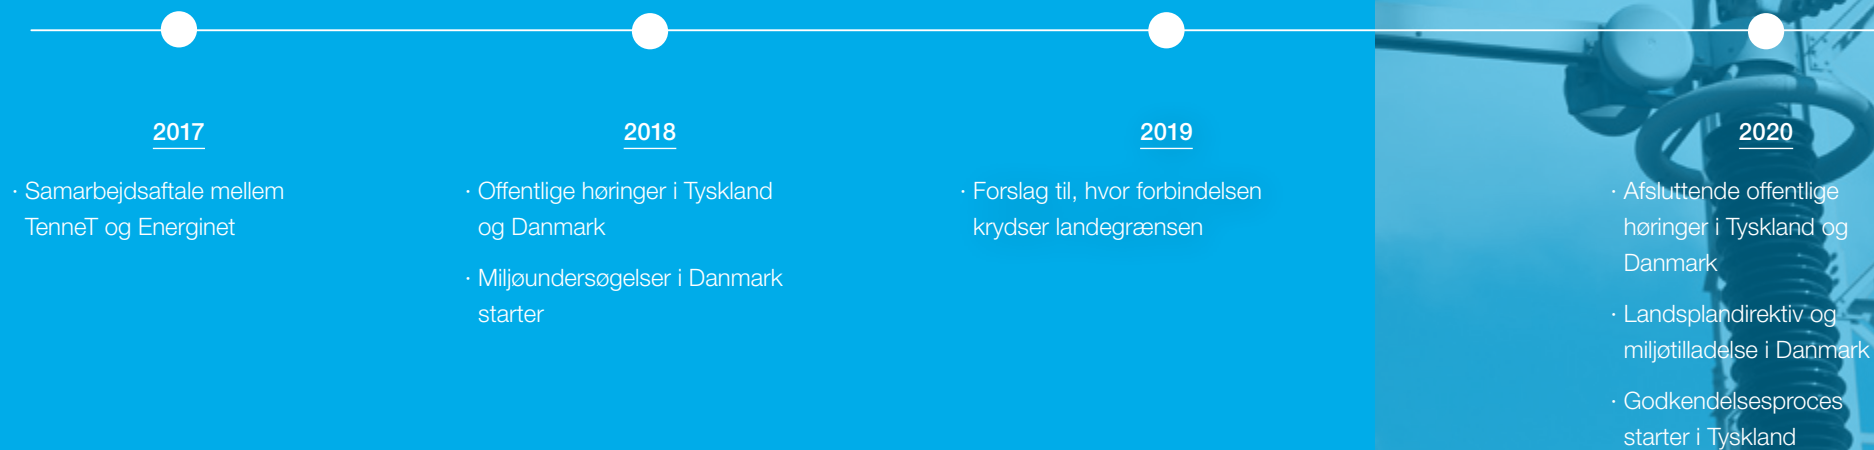 2017
· Samarbejdsaftale mellem
TenneT og Energinet
2018
· Offentlige høringer i Tyskland
og Danmark
· Miljøundersøgelser i Danmark
starter
2019
· Forslag til, hvor forbindelsen
krydser landegrænsen
2020
· Afsluttende offentlige
høringer i Tyskland og
Danmark
· Landsplandirektiv og
miljøtilladelse i Danmark
· Godkendelsesproces
starter i Tyskland